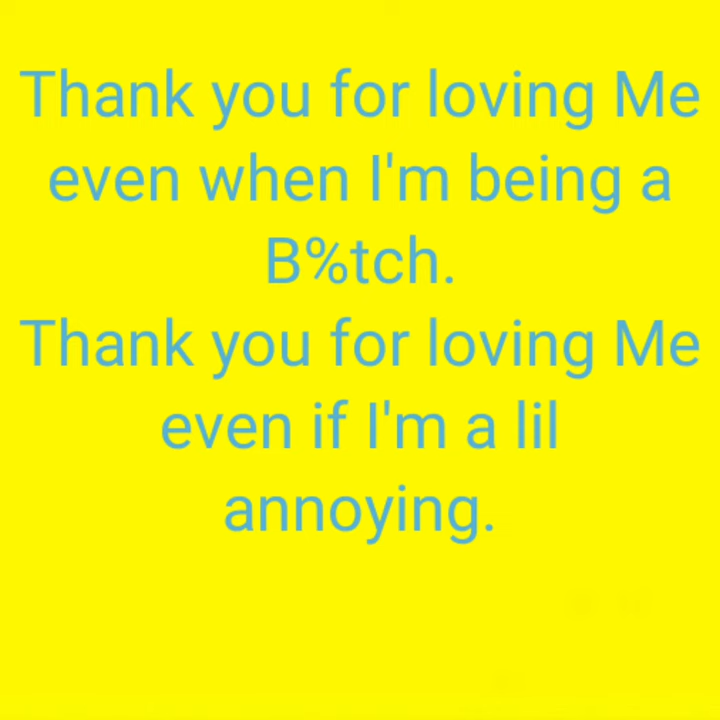 Thank you for loving Me
even when I'm being a
B%tch.
Thank you for loving Me
even if I'm a lil
annoying.